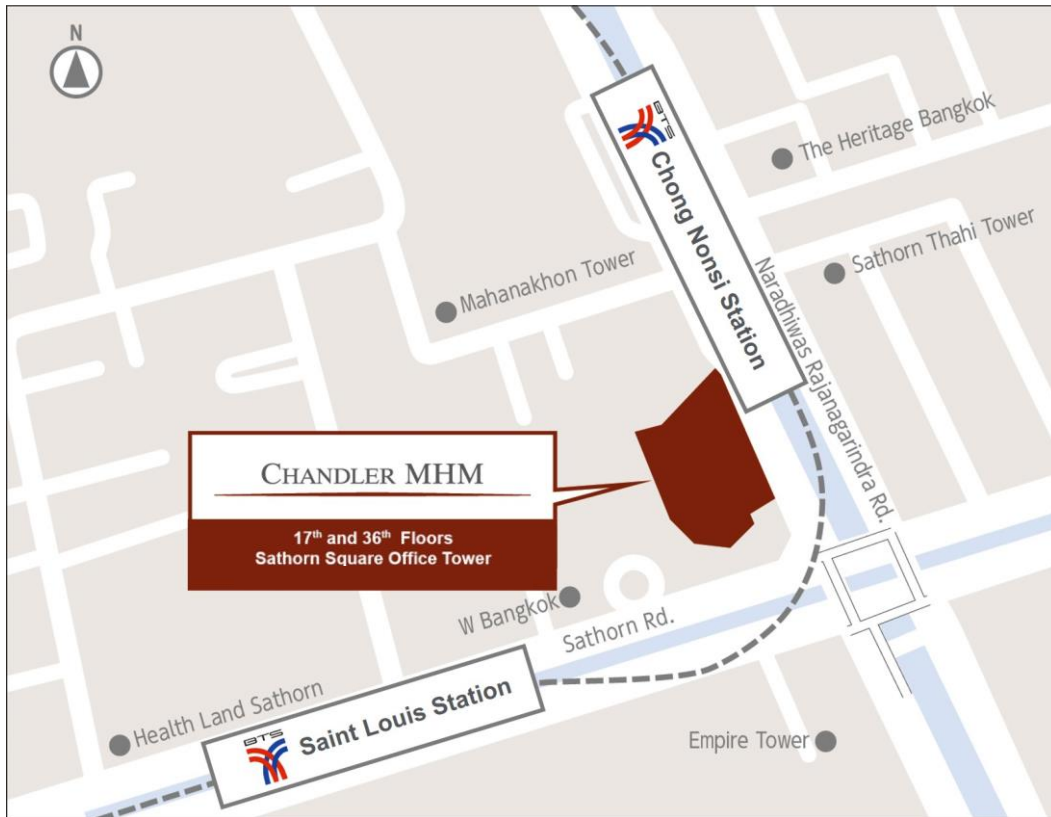 N
BTS
Chong Nonsi Station
The Heritage Bangkok
Sathorn Thahi Tower
Mahanakhon Tower
Naradhiwas Rajanagarindra Rd.
CHANDLER MHM
17th and 36th Floors
Sathorn Square Office Tower
W Bangkok
Sathorn Rd.
Health Land Sathorn
BTS
Saint Louis Station
Empire Tower